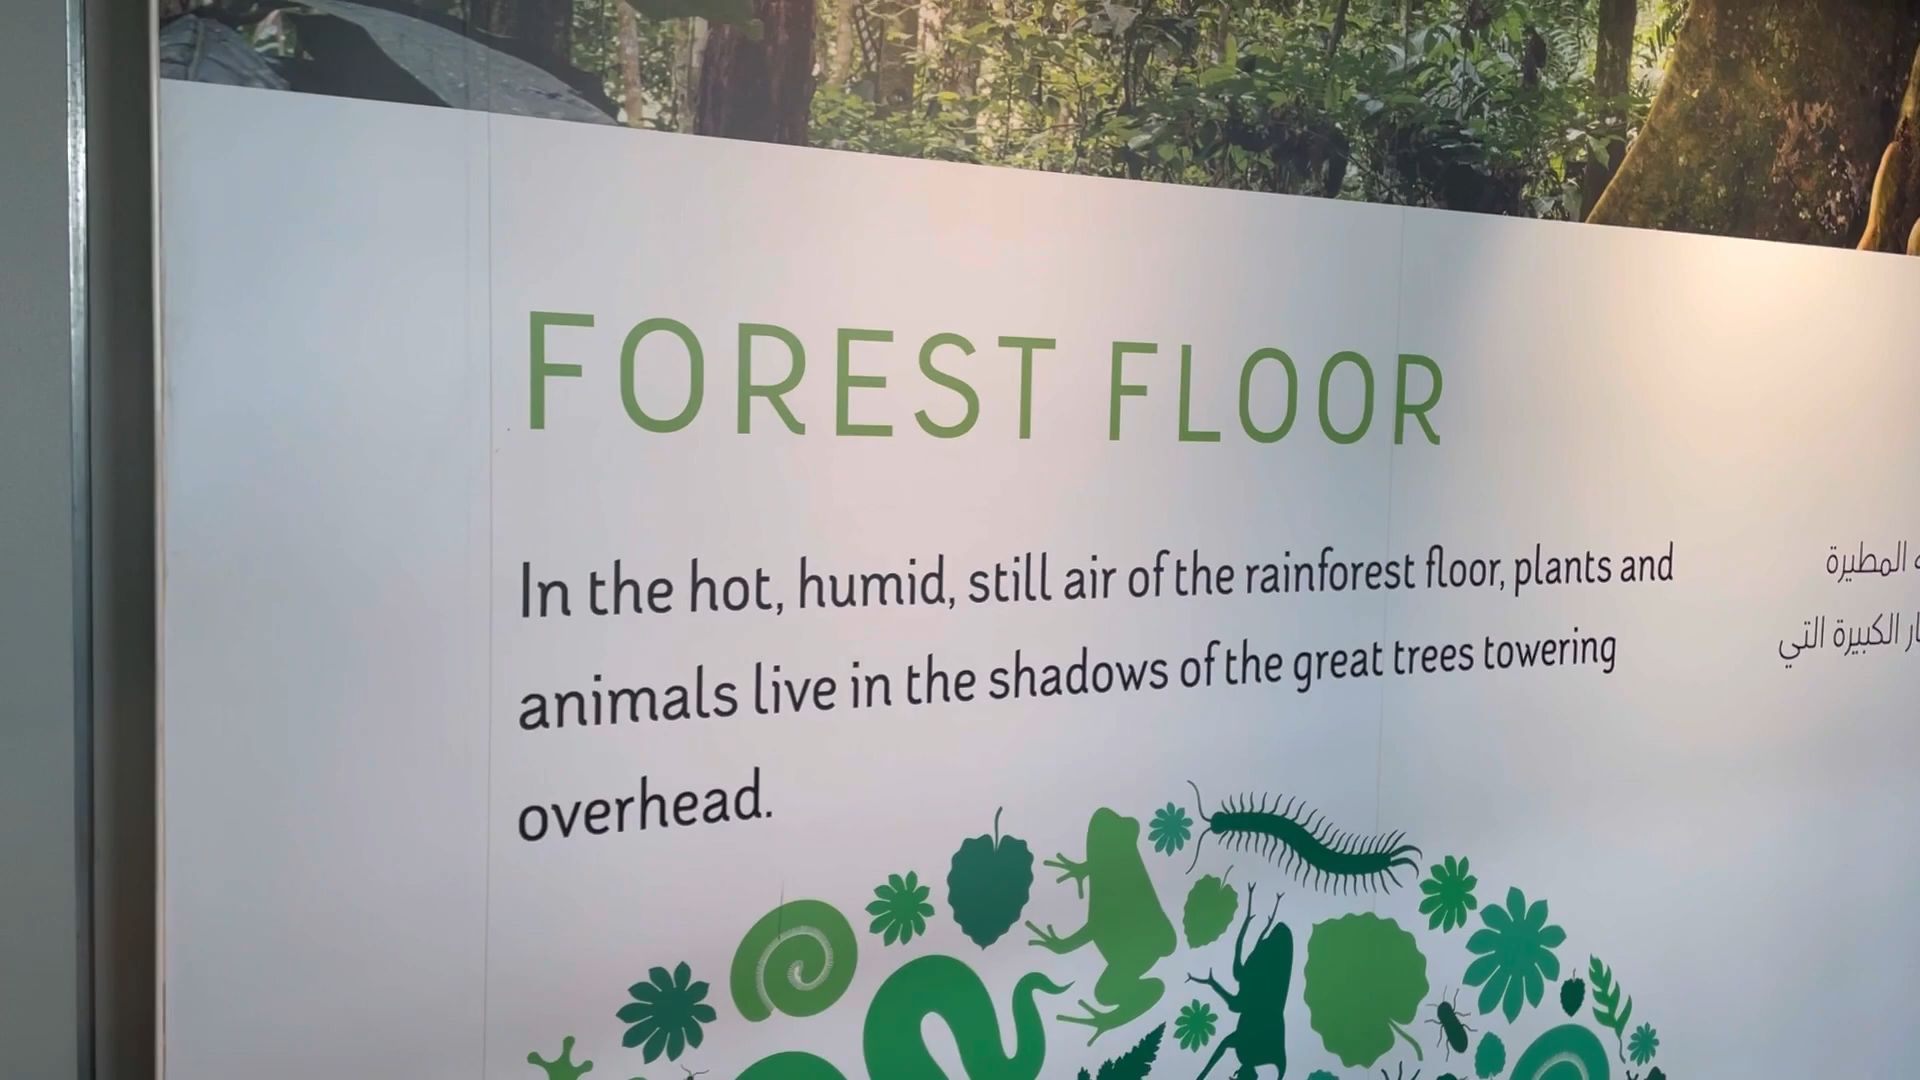 FOREST FLOOR
In the hot, humid, still air of the rainforest floor, plants and
animals live in the shadows of the great trees towering
overhead.
المطيرة
الكبيرة التي